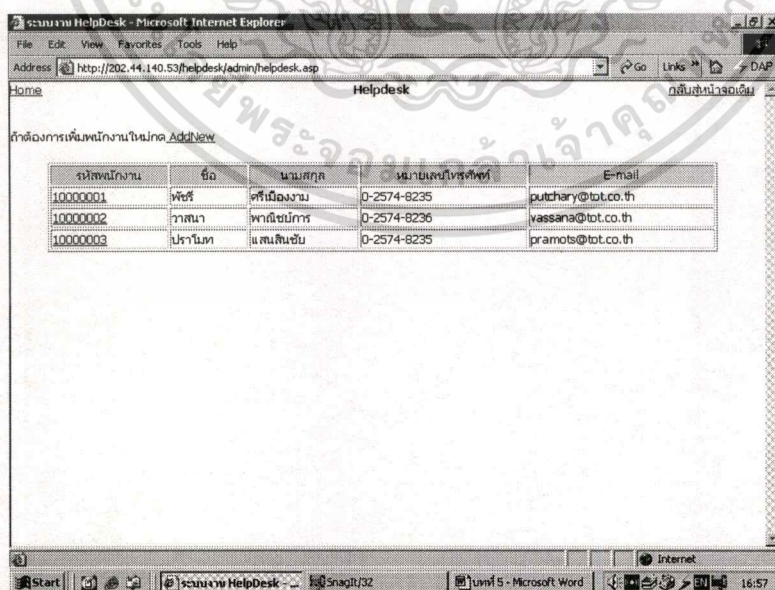 ระบบงาน HelpDesk - Microsoft Internet Explorer
File Edit View Favorites Tools Help
Address http://202.44.140.53/helpdesk/admin/helpdesk.asp Go Links » DAP
Home Helpdesk กลับสู่หน้าจอเดิม
ถ้าต้องการเพิ่มพนักงานใหม่กด AddNew
รหัสพนักงาน ชื่อ นามสกุล หมายเลขโทรศัพท์ E-mail
10000001 พัชรี ศรีเมืองงาม 0-2574-8235 putchary@tot.co.th
10000002 วาสนา พาณิชย์การ 0-2574-8236 vassana@tot.co.th
10000003 ปราโมท แสนสินชัย 0-2574-8235 pramots@tot.co.th
Internet
Start ระบบงาน HelpDesk - ... SnagIt/32 บทที่ 5 - Microsoft Word EN 16:57